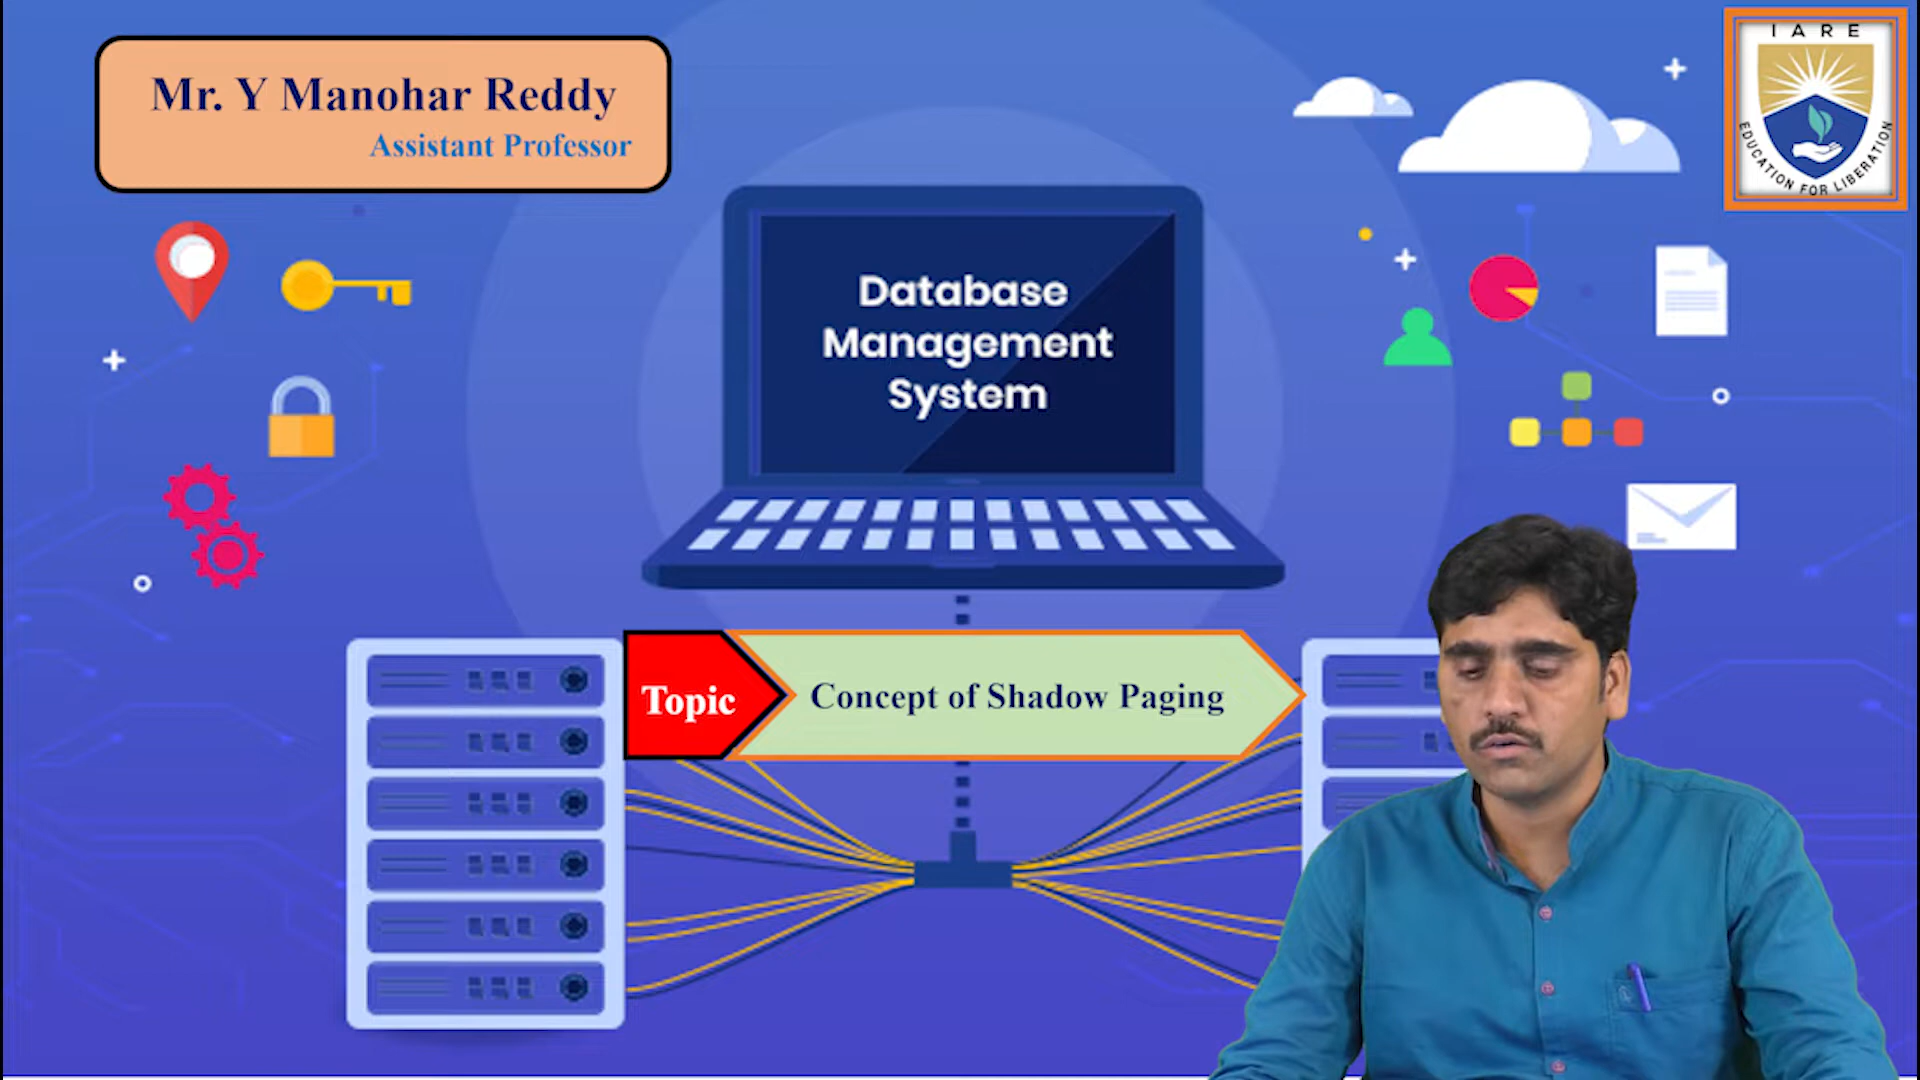 Mr. Y Manohar Reddy
Assistant Professor
IARE
EDUCATION FOR LIBERATION
Database
Management
System
Topic
Concept of Shadow Paging